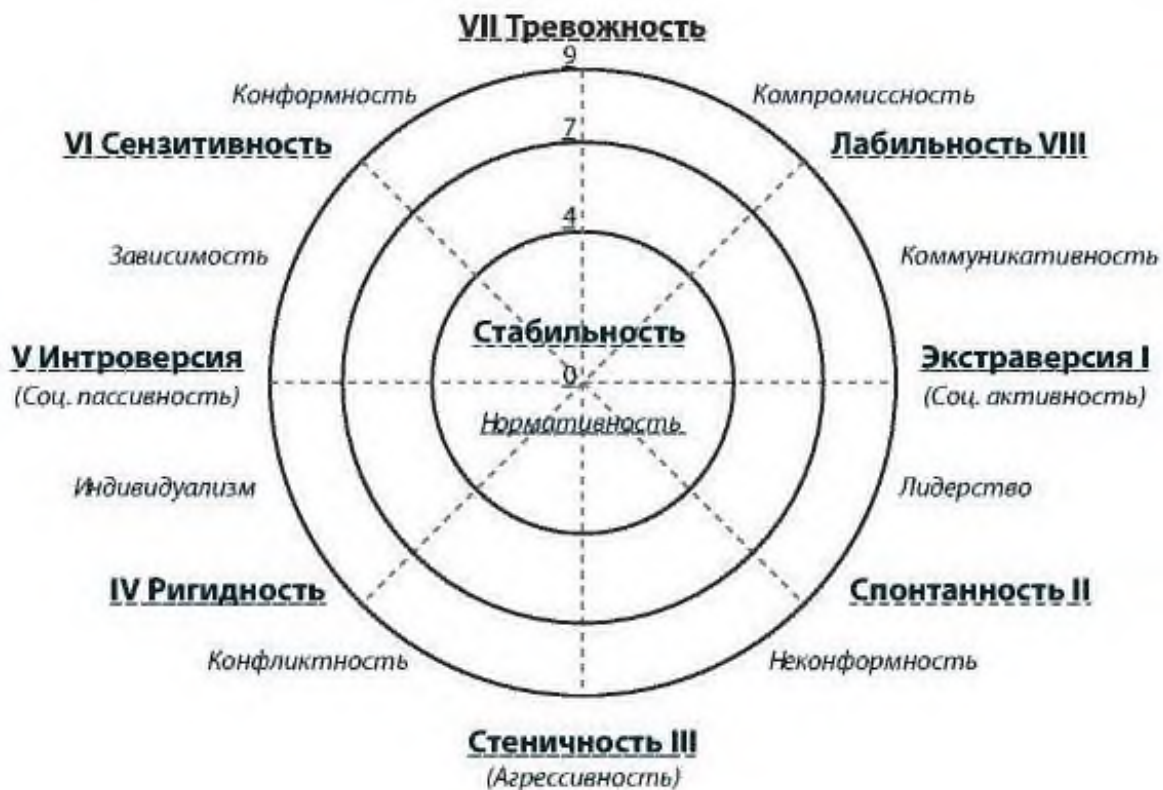 VII Тревожность
9
Конформность
Компромиссность
7
VI Сензитивность
Лабильность VIII
4
Зависимость
Коммуникативность
Стабильность
V Интроверсия
Экстраверсия I
0
(Соц. пассивность)
(Соц. активность)
Нормативность
Индивидуализм
Лидерство
IV Ригидность
Спонтанность II
Конфликтность
Неконформность
Стеничность III
(Агрессивность)